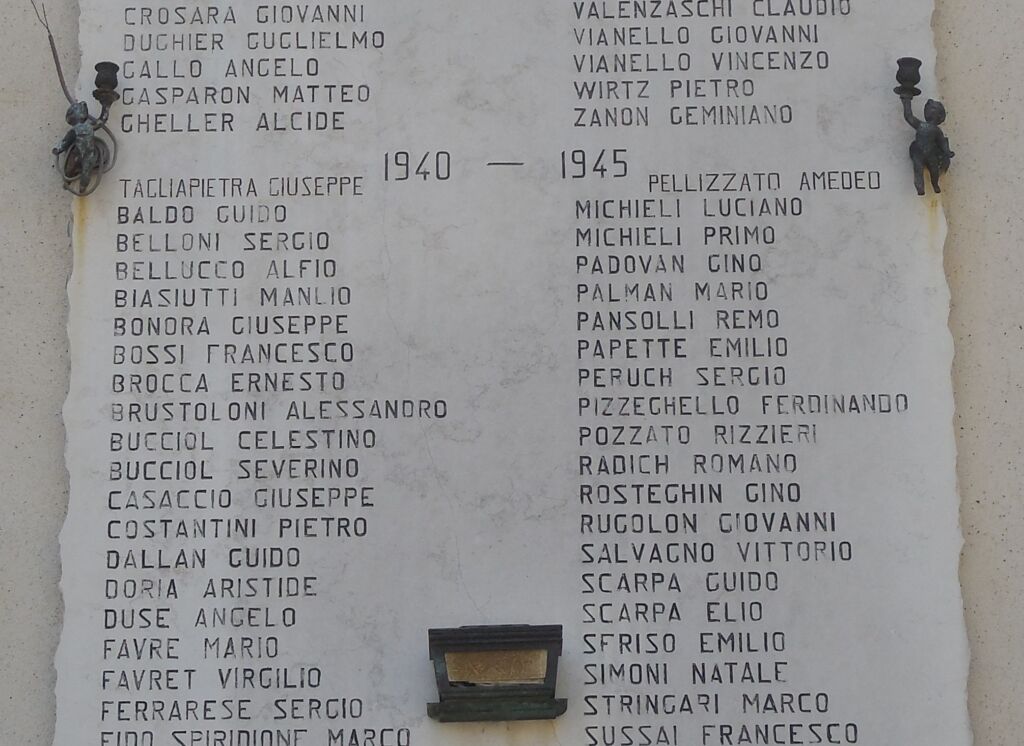 CROSARA GIOVANNI
DUGHIER GUGLIELMO
GALLO ANGELO
GASPARON MATTEO
GHELLER ALCIDE
VALENZASCHI CLAUDIO
VIANELLO GIOVANNI
VIANELLO VINCENZO
WIRTZ PIETRO
ZANON GEMINIANO
1940 — 1945
TAGLIAPIETRA GIUSEPPE
BALDO GUIDO
BELLONI SERGIO
BELLUCCO ALFIO
BIASIUTTI MANLIO
BONORA GIUSEPPE
BOSSI FRANCESCO
BROCCA ERNESTO
BRUSTOLONI ALESSANDRO
BUCCIOL CELESTINO
BUCCIOL SEVERINO
CASACCIO GIUSEPPE
COSTANTINI PIETRO
DALLAN GUIDO
DORIA ARISTIDE
DUSE ANGELO
FAVRE MARIO
FAVRET VIRGILIO
FERRARESE SERGIO
FIDO SPIRIDIONE MARCO
PELLIZZATO AMEDEO
MICHIELI LUCIANO
MICHIELI PRIMO
PADOVAN GINO
PALMAN MARIO
PANSOLLI REMO
PAPETTE EMILIO
PERUCH SERGIO
PIZZEGHELLO FERDINANDO
POZZATO RIZZIERI
RADICH ROMANO
ROSTEGHIN GINO
RUGOLON GIOVANNI
SALVAGNO VITTORIO
SCARPA GUIDO
SCARPA ELIO
SFRISO EMILIO
SIMONI NATALE
STRINGARI MARCO
SUSSAI FRANCESCO